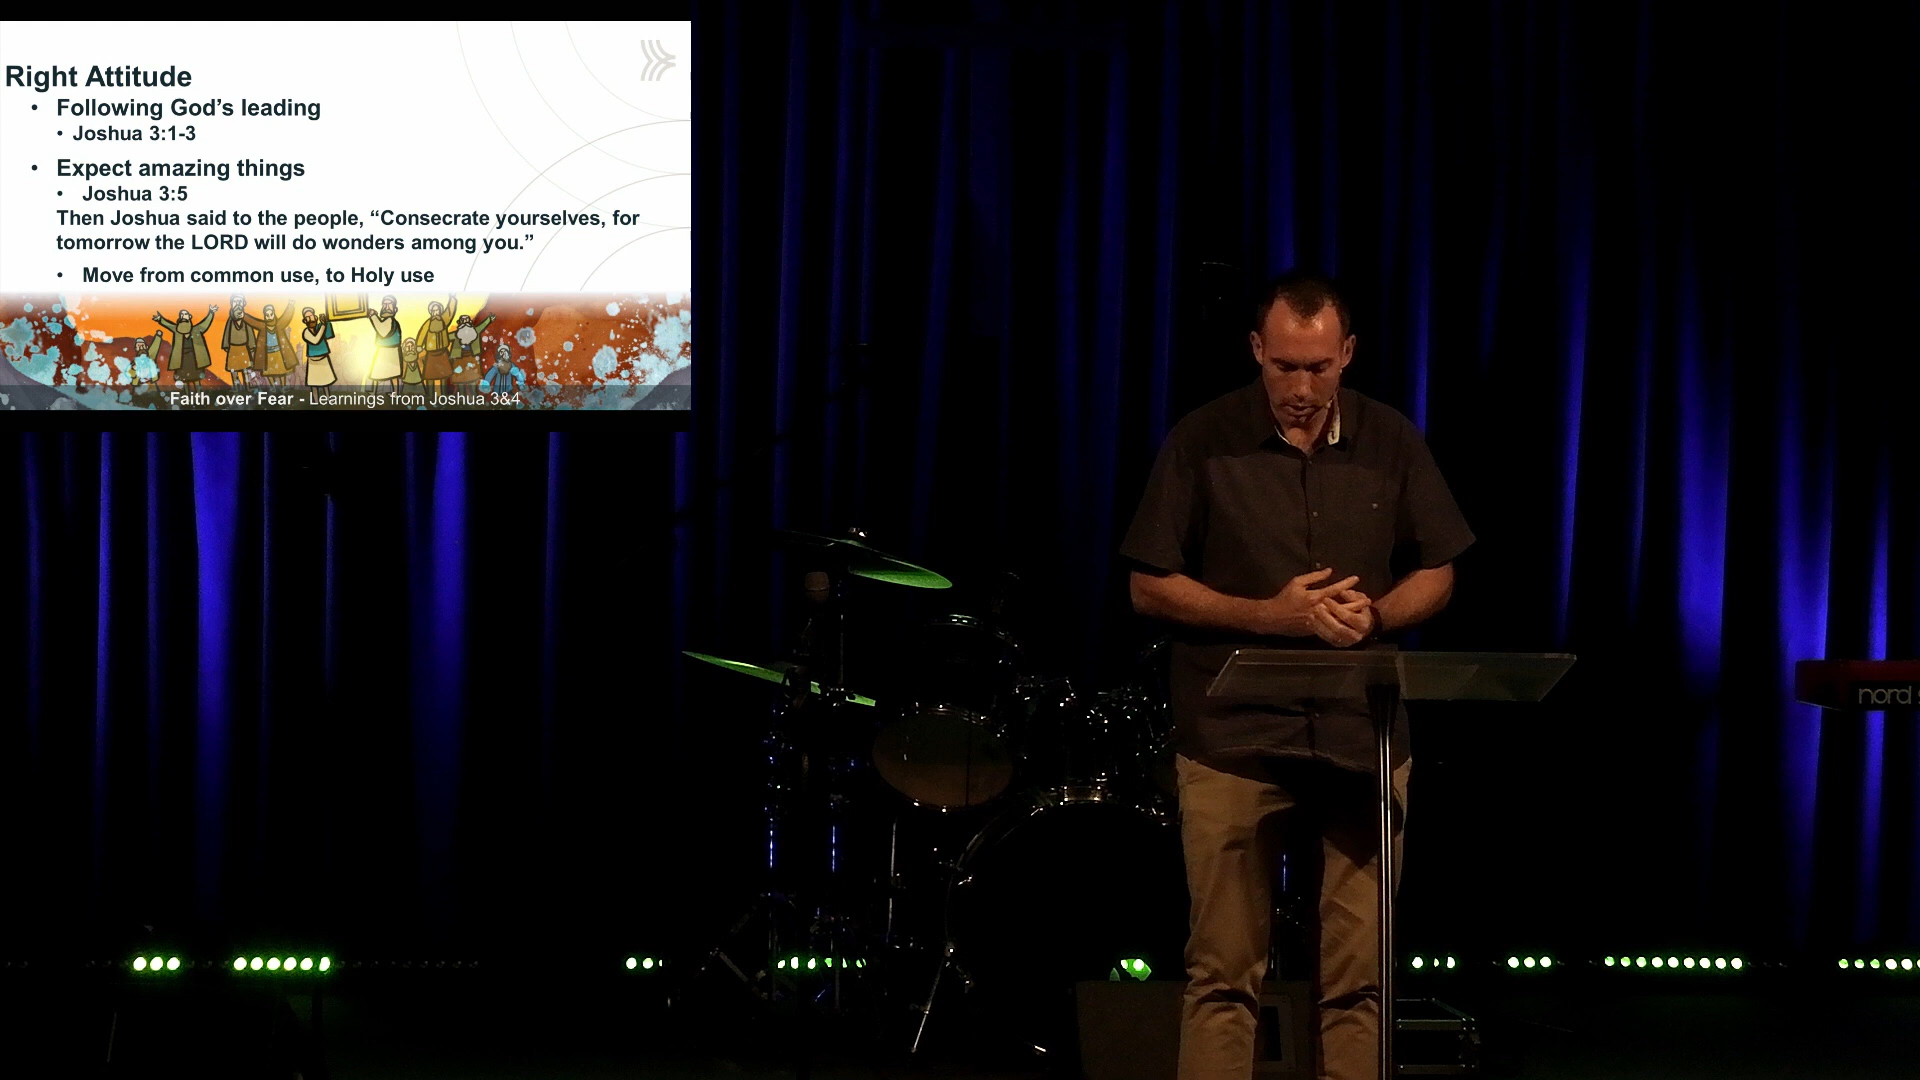 Right Attitude
• Following God’s leading
• Joshua 3:1-3
• Expect amazing things
• Joshua 3:5
Then Joshua said to the people, “Consecrate yourselves, for
tomorrow the LORD will do wonders among you.”
• Move from common use, to Holy use
Faith over Fear - Learnings from Joshua 3&4
nord